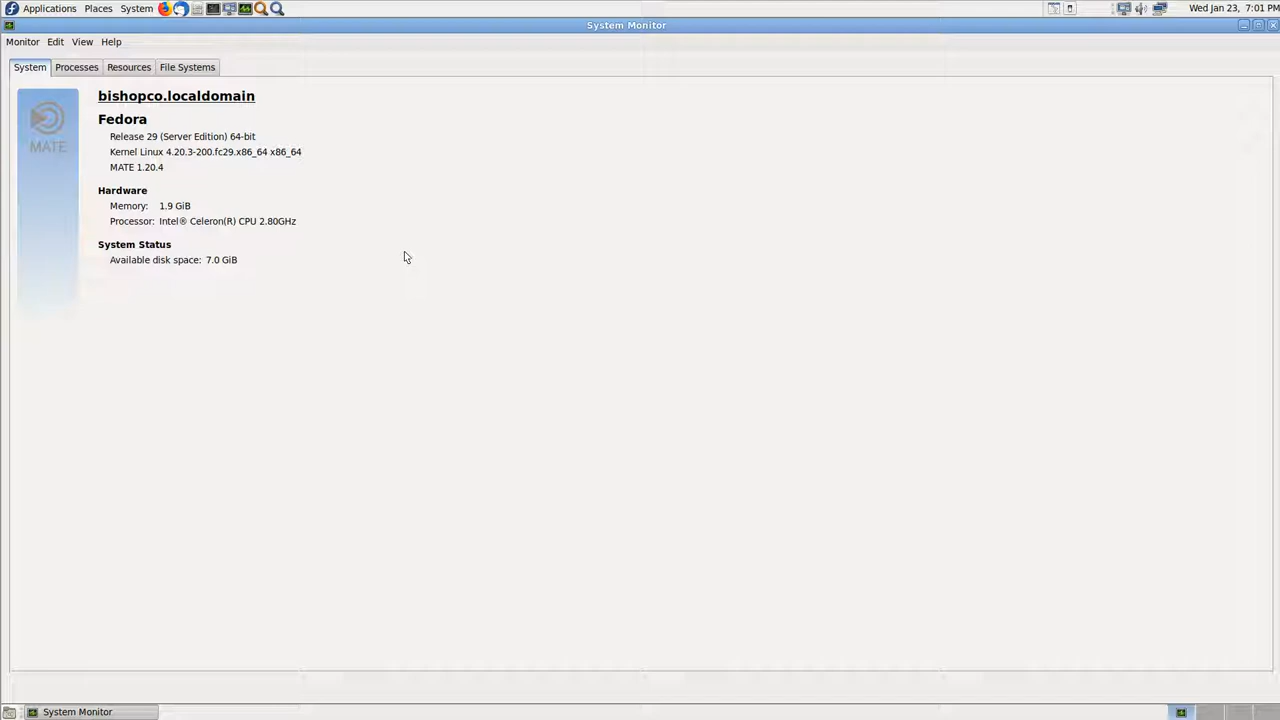 Applications Places System Wed Jan 23, 7:01 PM
System Monitor
Monitor Edit View Help
System Processes Resources File Systems
MATE
bishopco.localdomain
Fedora
Release 29 (Server Edition) 64-bit
Kernel Linux 4.20.3-200.fc29.x86_64 x86_64
MATE 1.20.4
Hardware
Memory: 1.9 GiB
Processor: Intel® Celeron(R) CPU 2.80GHz
System Status
Available disk space: 7.0 GiB
System Monitor